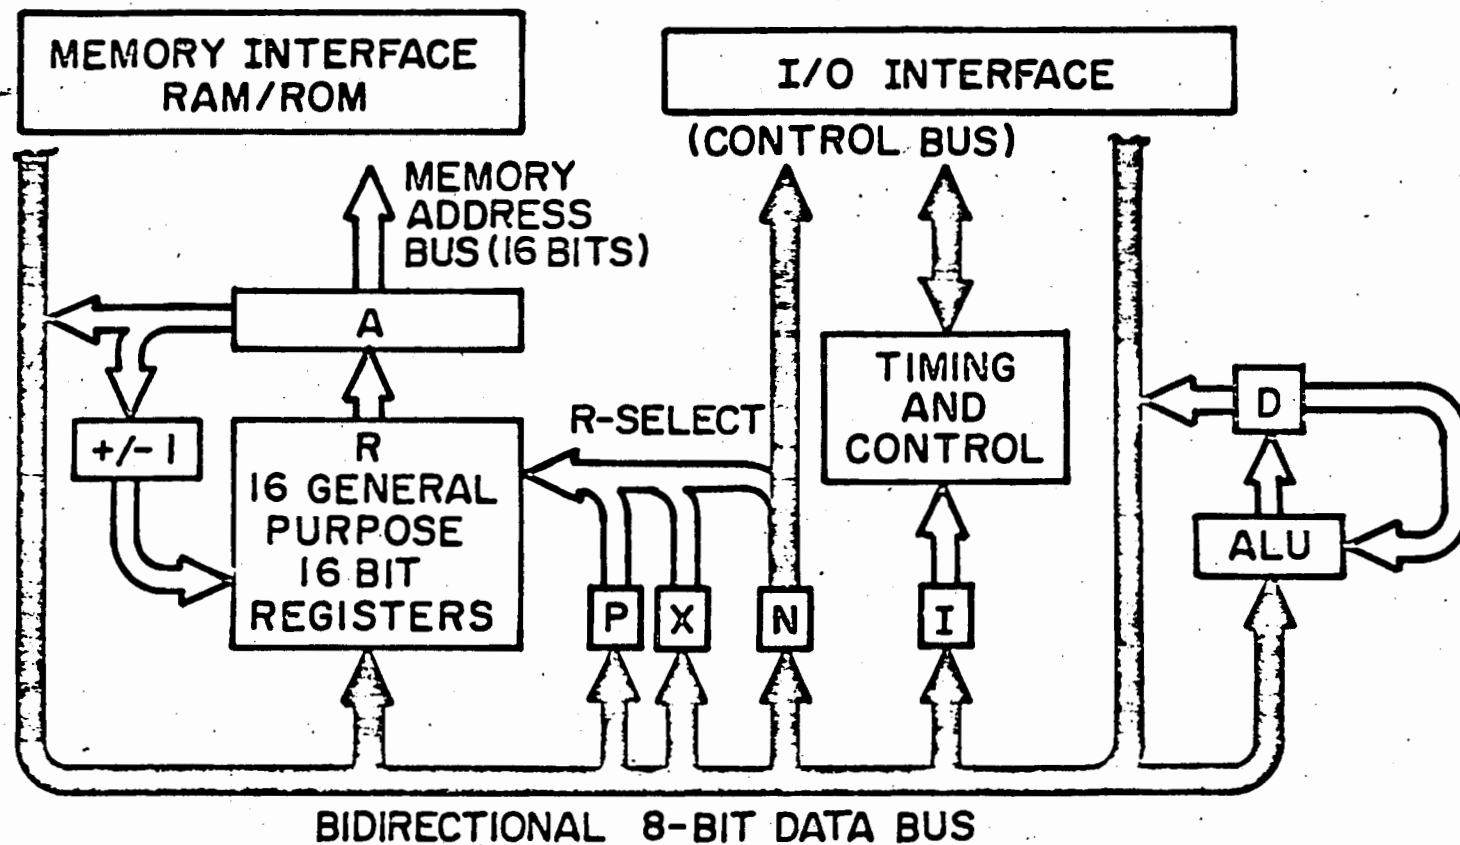 MEMORY INTERFACE
RAM/ROM
I/O INTERFACE
(CONTROL BUS)
MEMORY
ADDRESS
BUS (16 BITS)
A
TIMING
AND
CONTROL
D
R-SELECT
+/-1
R
16 GENERAL
PURPOSE
16 BIT
REGISTERS
ALU
P
X
N
I
BIDIRECTIONAL 8-BIT DATA BUS